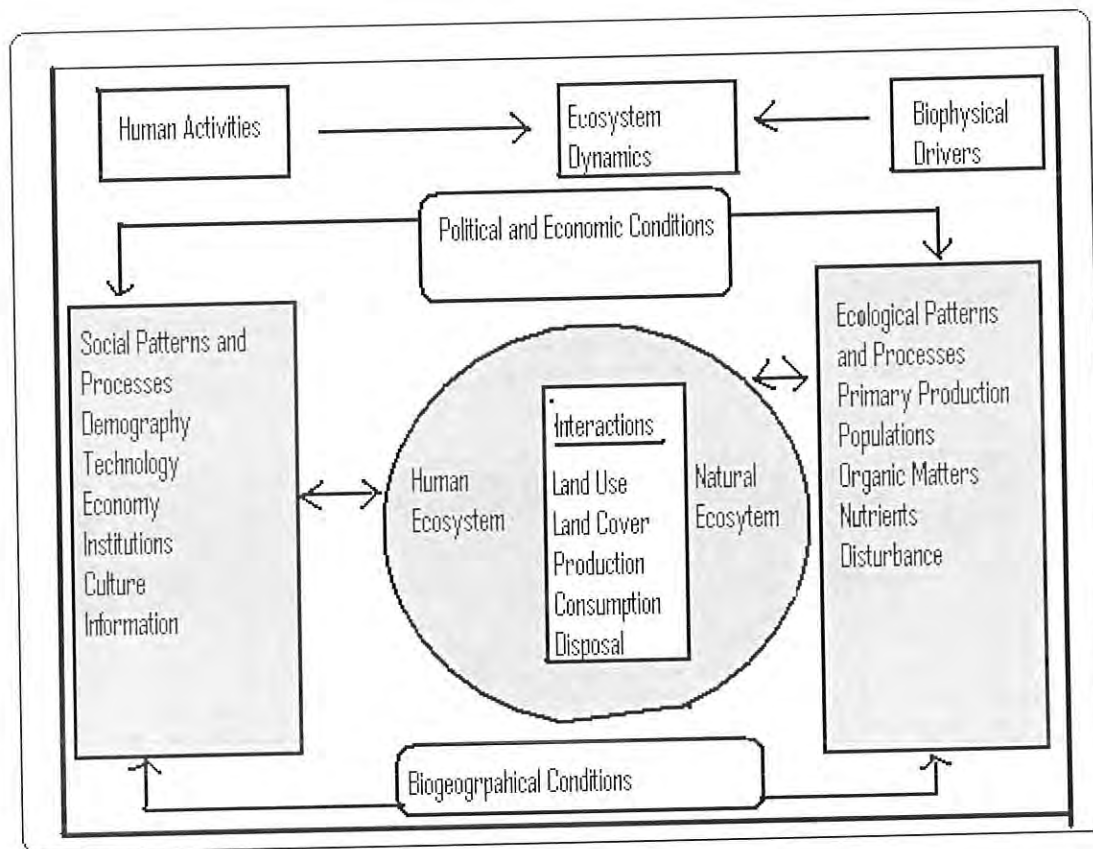 Human Activities
Ecosystem
Dynamics
Biophysical
Drivers
Political and Economic Conditions
Social Patterns and
Processes
Demography
Technology
Economy
Institutions
Culture
Information
Human
Ecosystem
Interactions
Land Use
Land Cover
Production
Consumption
Disposal
Natural
Ecosytem
Ecological Patterns
and Processes
Primary Production
Populations
Organic Matters
Nutrients
Disturbance
Biogeogrpahical Conditions